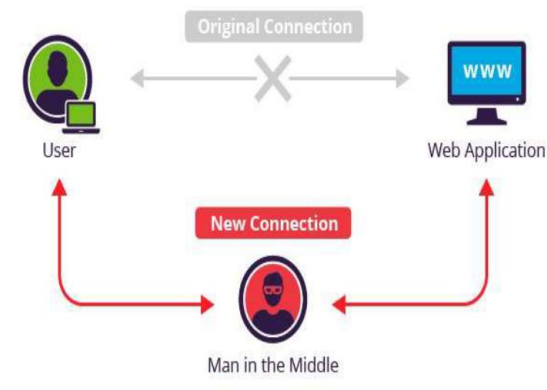 Original Connection
WWW
User
Web Application
New Connection
Man in the Middle